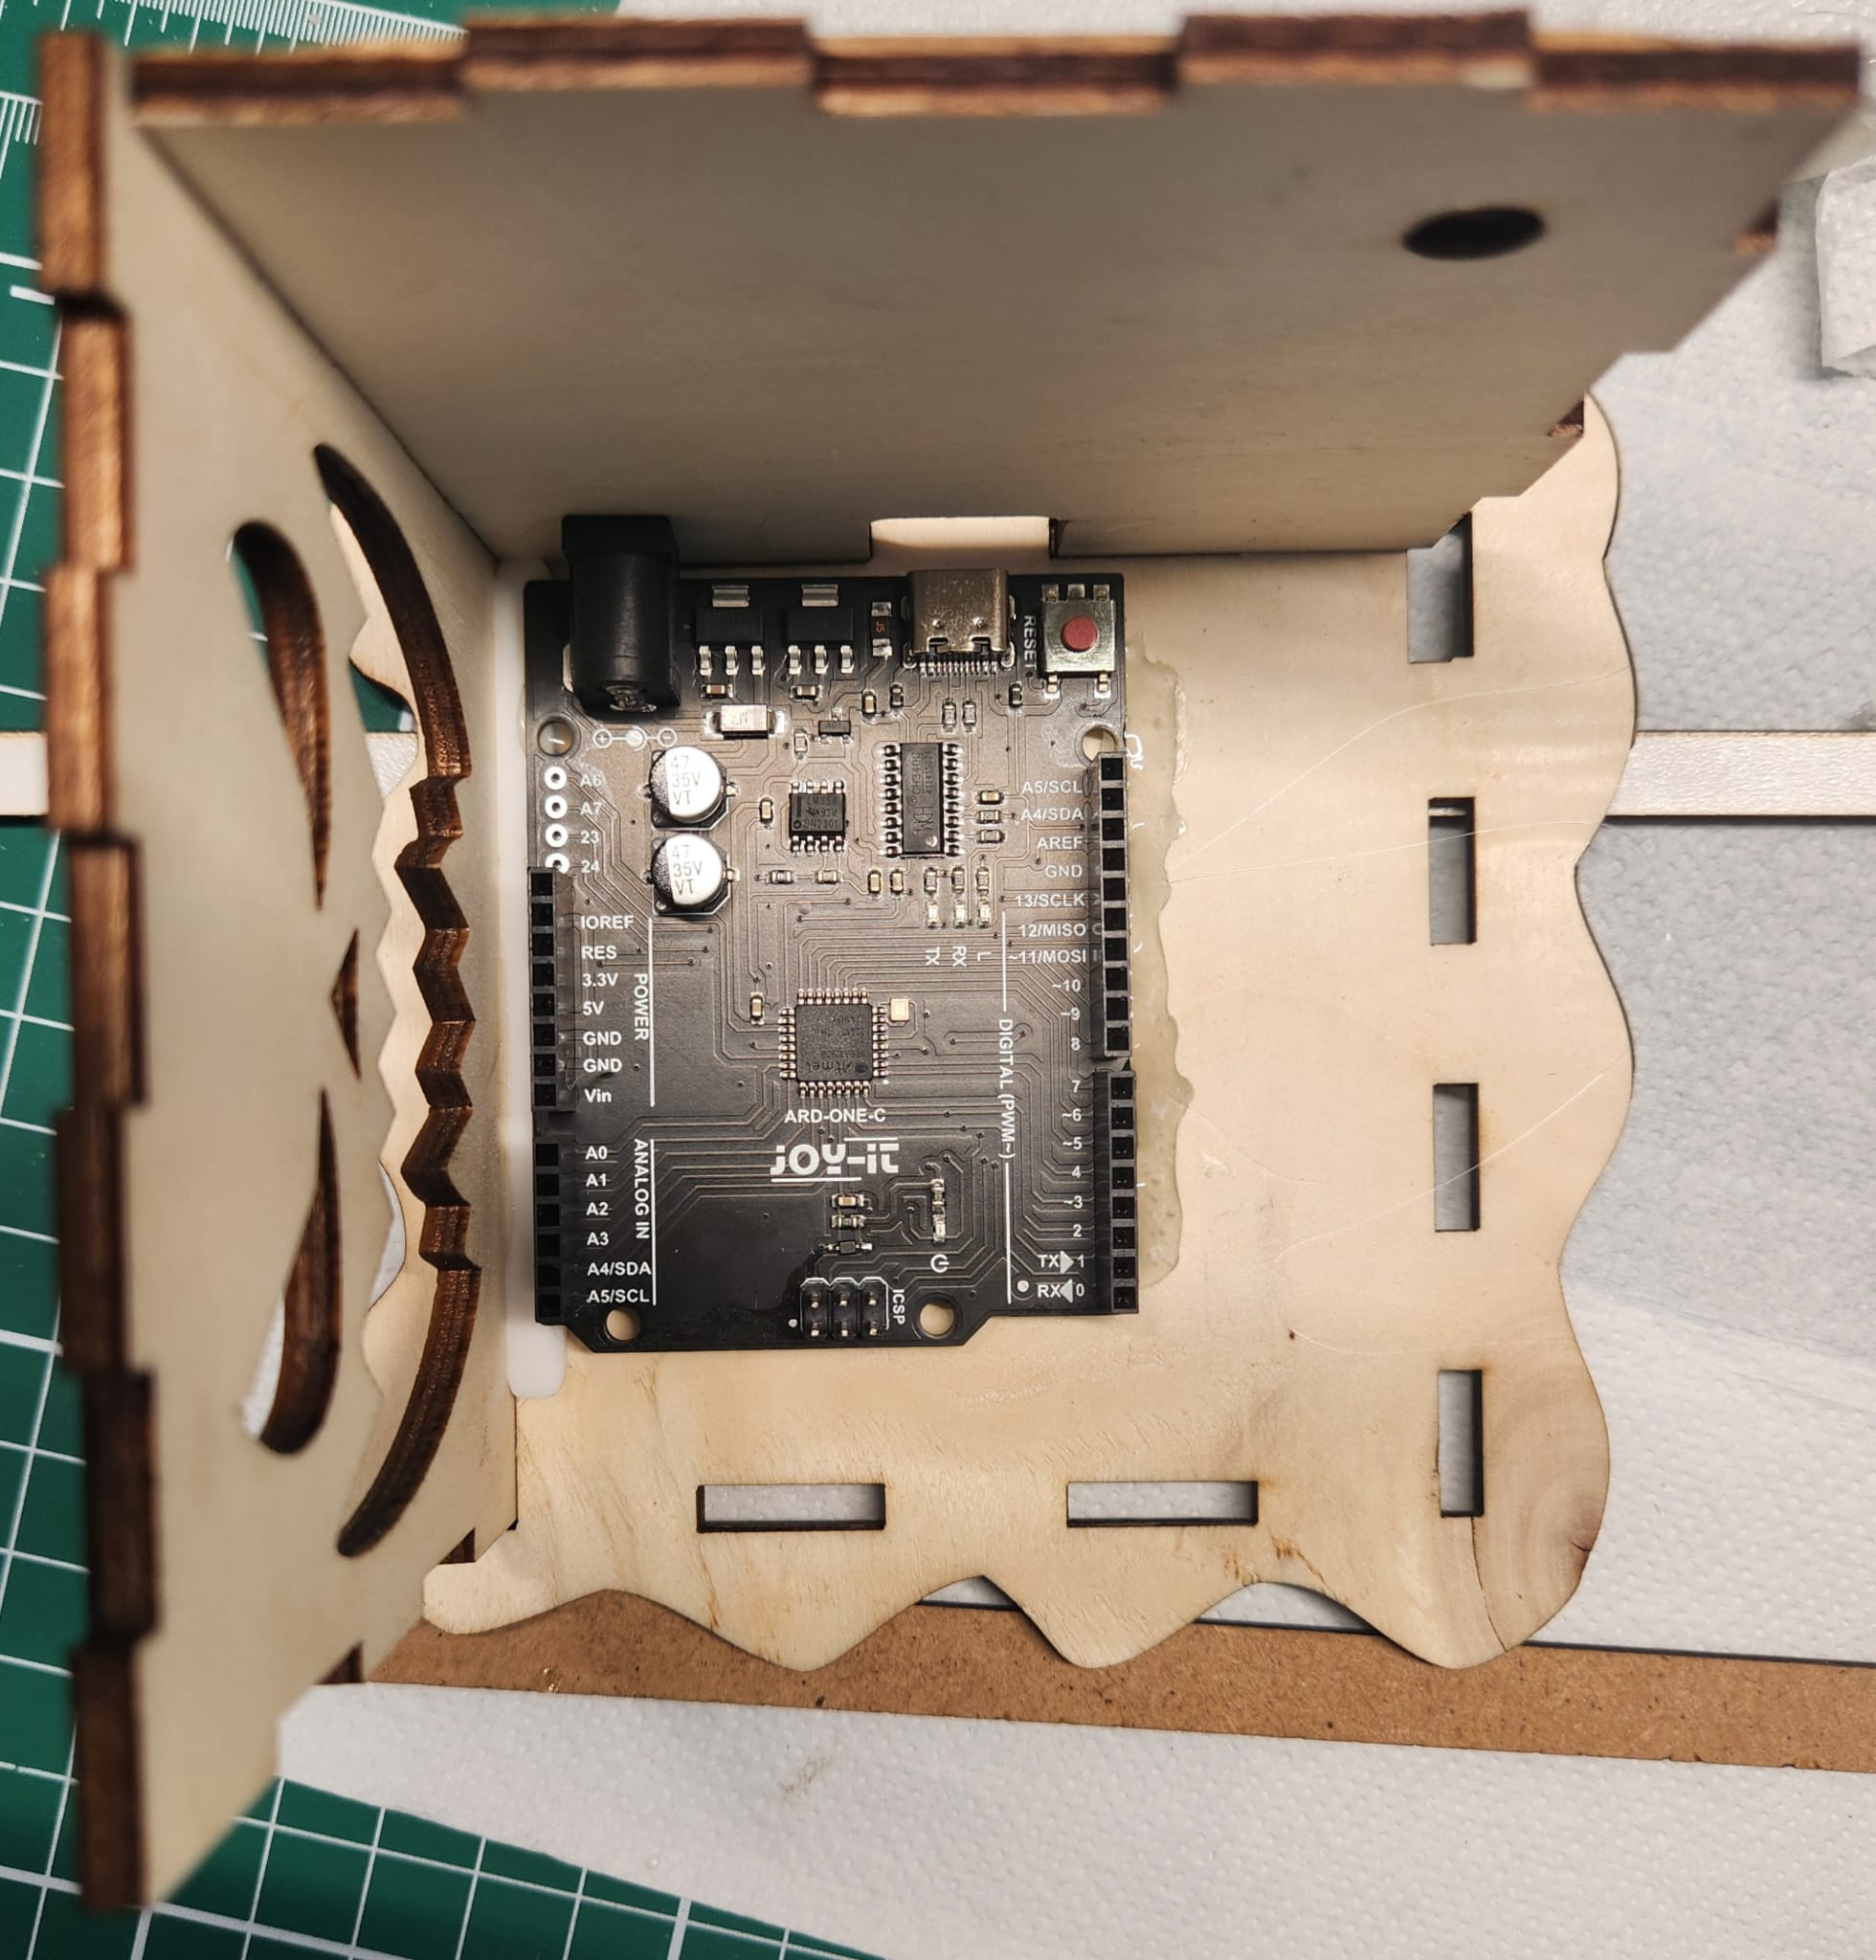 RESET
A6
A7
23
24
47
35V
VT
47
35V
VT
IOREF
RES
3.3V
5V
GND
GND
Vin
POWER
A0
A1
A2
A3
A4/SDA
A5/SCL
ANALOG IN
A5/SCL
A4/SDA
AREF
GND
13/SCLK
12/MISO
~11/MOSI
~10
~9
8
7
~6
~5
4
~3
2
TX 1
RX 0
DIGITAL (PWM~)
TX
RX
L
Atmel
ARD-ONE-C
JOY-iT
ICSP